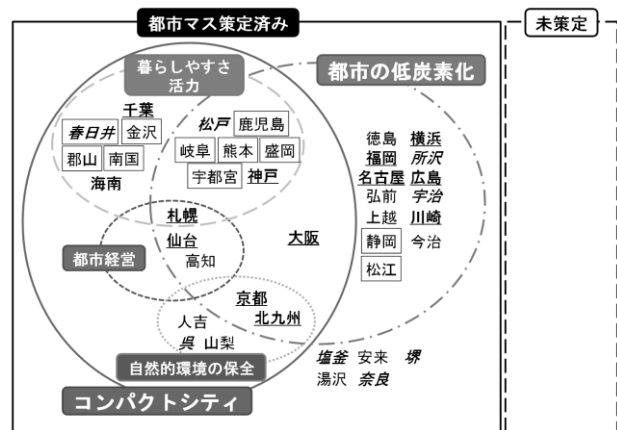 都市マス策定済み
未策定
暮らしやすさ
活力
都市の低炭素化
千葉
春日井 金沢
郡山 南国
海南
松戸 鹿児島
岐阜 熊本 盛岡
宇都宮 神戸
徳島 横浜
福岡 所沢
名古屋 広島
弘前 宇治
上越 川崎
静岡 今治
松江
札幌
仙台
高知
大阪
都市経営
京都
北九州
人吉
呉 山梨
自然的環境の保全
塩釜 安来 堺
湯沢 奈良
コンパクトシティ